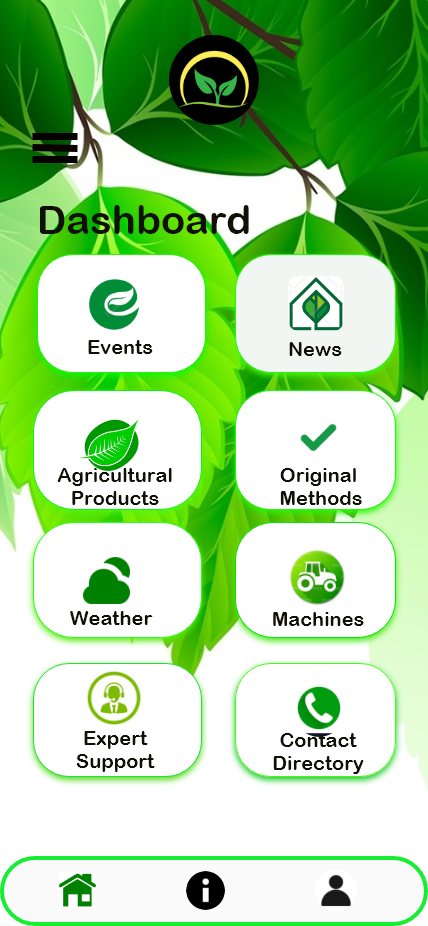 Dashboard
Events
News
Agricultural
Products
Original
Methods
Weather
Machines
Expert
Support
Contact
Directory